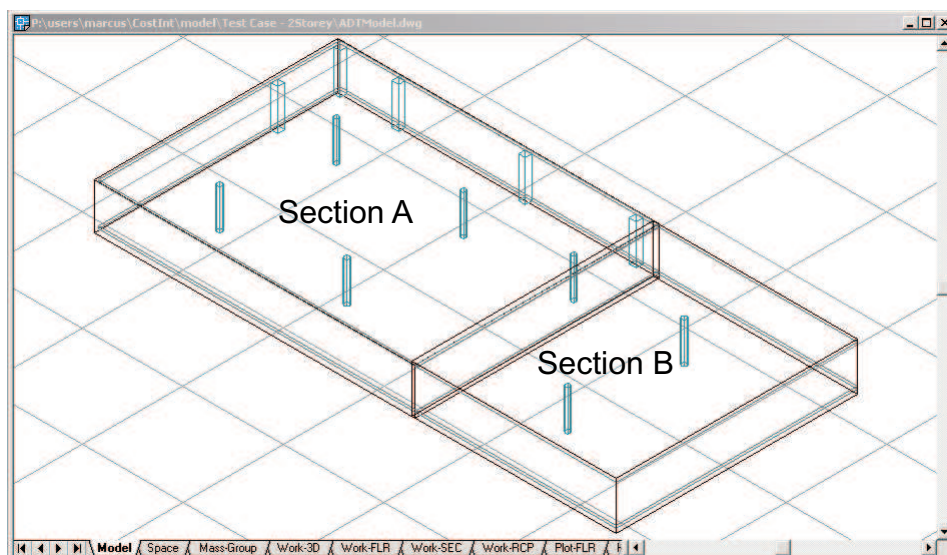 P:\users\marcus\CostInt\model\Test Case - 2Storey\ADTModel.dwg
Section A
Section B
Model Space Mass-Group Work-3D Work-FLR Work-SEC Work-RCP Plot-FLR